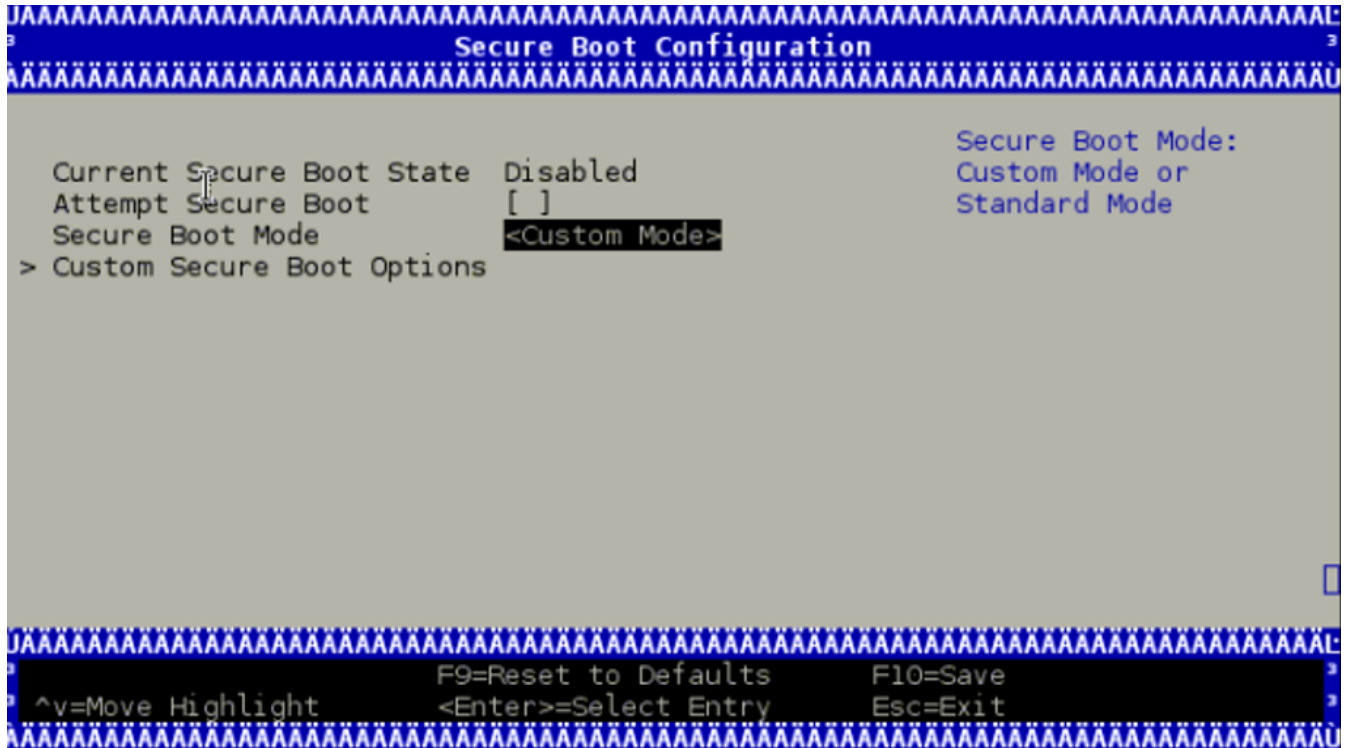 Secure Boot Configuration
Secure Boot Mode:
Current Secure Boot State Disabled
Custom Mode or
Attempt Secure Boot [ ]
Standard Mode
Secure Boot Mode <Custom Mode>
> Custom Secure Boot Options
F9=Reset to Defaults F10=Save
^v=Move Highlight <Enter>=Select Entry Esc=Exit